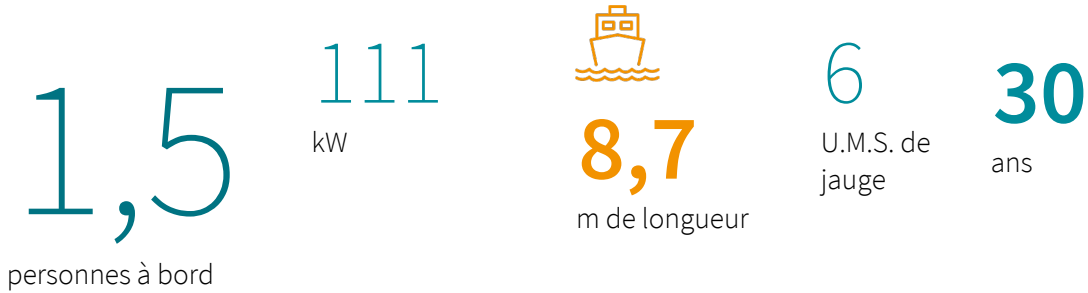 1,5
personnes à bord
111
kW
8,7
m de longueur
6
U.M.S. de
jauge
30
ans